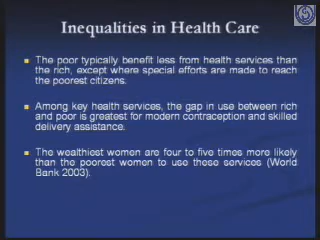 Inequalities in Health Care
The poor typically benefit less from health services than
the rich, except where special efforts are made to reach
the poorest citizens.
Among key health services, the gap in use between rich
and poor is greatest for modern contraception and skilled
delivery assistance.
The wealthiest women are four to five times more likely
than the poorest women to use these services (World
Bank 2003).